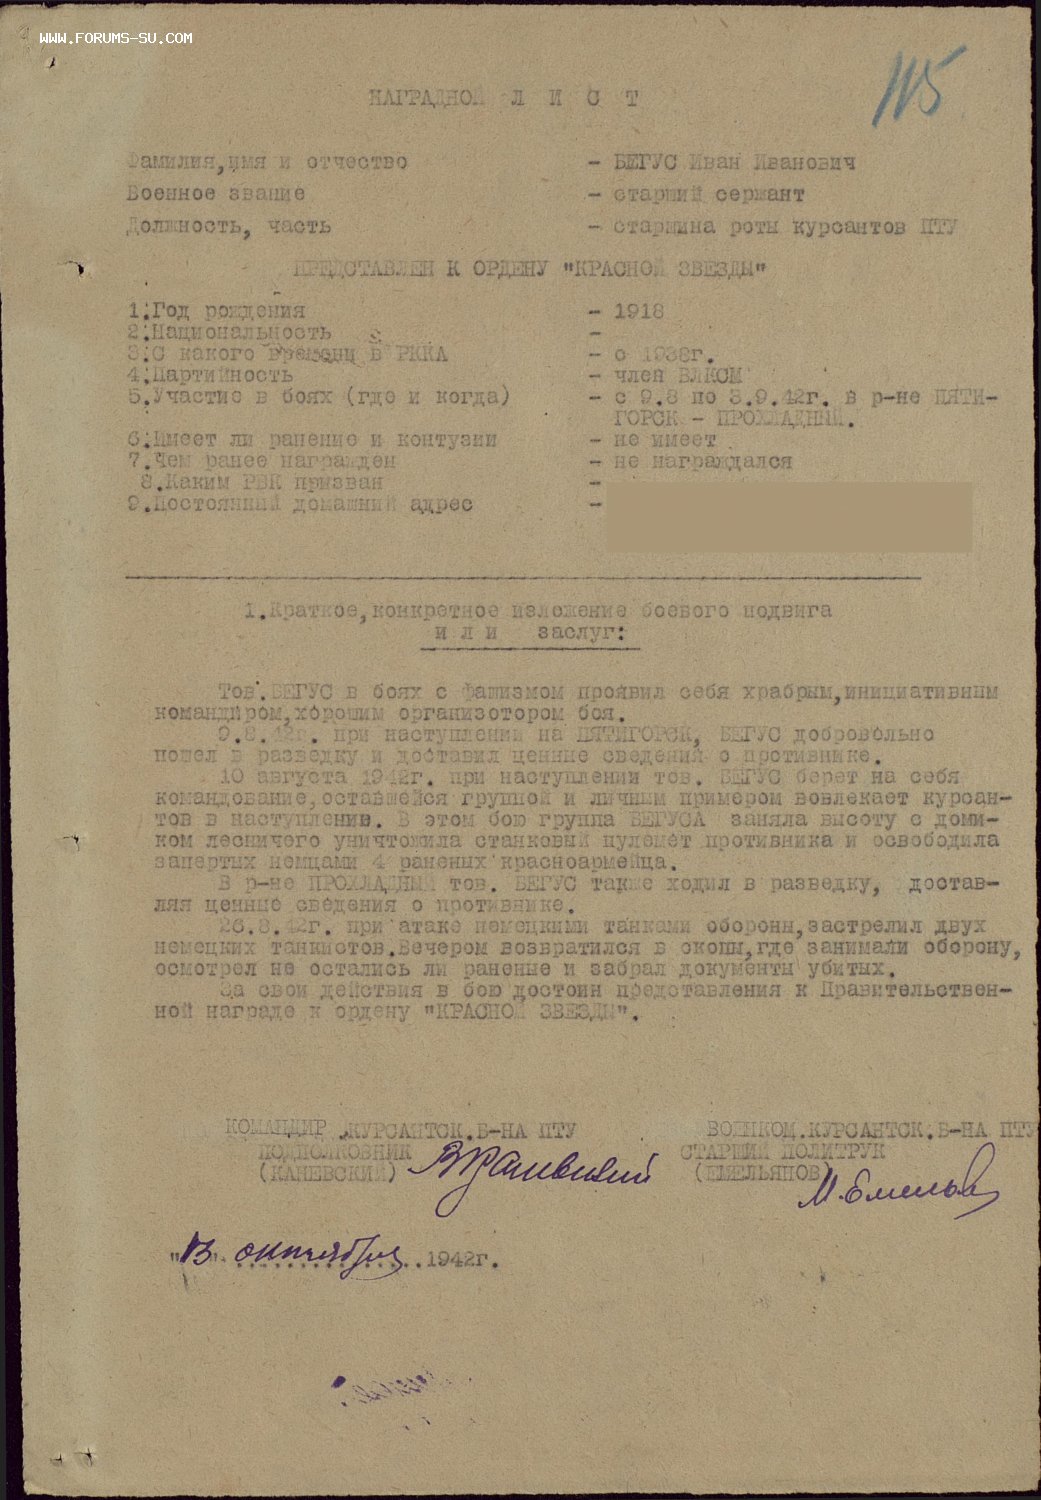 WWW.FORUMS-SU.COM
115
НАГРАДНОЙ Л И С Т
Фамилия,имя и отчество - БЕГУС Иван Иванович
Военное звание - старший сержант
Должность, часть - старшина роты курсантов ПТУ
ПРЕДСТАВЛЕН К ОРДЕНУ "КРАСНОЙ ЗВЕЗДЫ"
1.Год рождения - 1918
2.Национальность -
3.С какого времени в РККА - с 1938г.
4.Партийность - член ВЛКСМ
5.Участие в боях (где и когда) - с 9.8 по 3.9.42г. в р-не ПЯТИ-
ГОРСК - ПРОХЛАДНЫЙ.
6.Имеет ли ранение и контузии - не имеет
7.Чем ранее награжден - не награждался
8.Каким РВК призван -
9.Постоянный домашний адрес -
1.Краткое,конкретное изложение боевого подвига
и л и заслуг:
Тов.БЕГУС в боях с фашизмом проявил себя храбрым,инициативным
командиром,хорошим организотором боя.
9.8.42г. при наступлении на ПЯТИГОРСК, БЕГУС добровольно
пошел в разведку и доставил ценные сведения о противнике.
10 августа 1942г. при наступлении тов. БЕГУС берет на себя
командование,оставшейся группой и личным примером вовлекает курсан-
тов в наступление. В этом бою группа БЕГУСА заняла высоту с доми-
ком лесничего уничтожила станковый пулемет противника и освободила
запертых немцами 4 раненых красноармейца.
В р-не ПРОХЛАДНЫЙ тов. БЕГУС также ходил в разведку, достав-
ляя ценные сведения о противнике.
26.8.42г. при атаке немецкими танками обороны,застрелил двух
немецких танкистов.Вечером возвратился в окопы,где занимали оборону,
осмотрел не остались ли раненые и забрал документы убитых.
За свои действия в бою достоин представления к Правительствен-
ной награде к ордену "КРАСНОЙ ЗВЕЗДЫ".
КОМАНДИР КУРСАНТСК.Б-НА ПТУ ВОЕНКОМ.КУРСАНТСК.Б-НА ПТУ
ПОДПОЛКОВНИК СТАРШИЙ ПОЛИТРУК
(КАНЕВСКИЙ) (ЕМЕЛЬЯНОВ)
"13" октября 1942г.